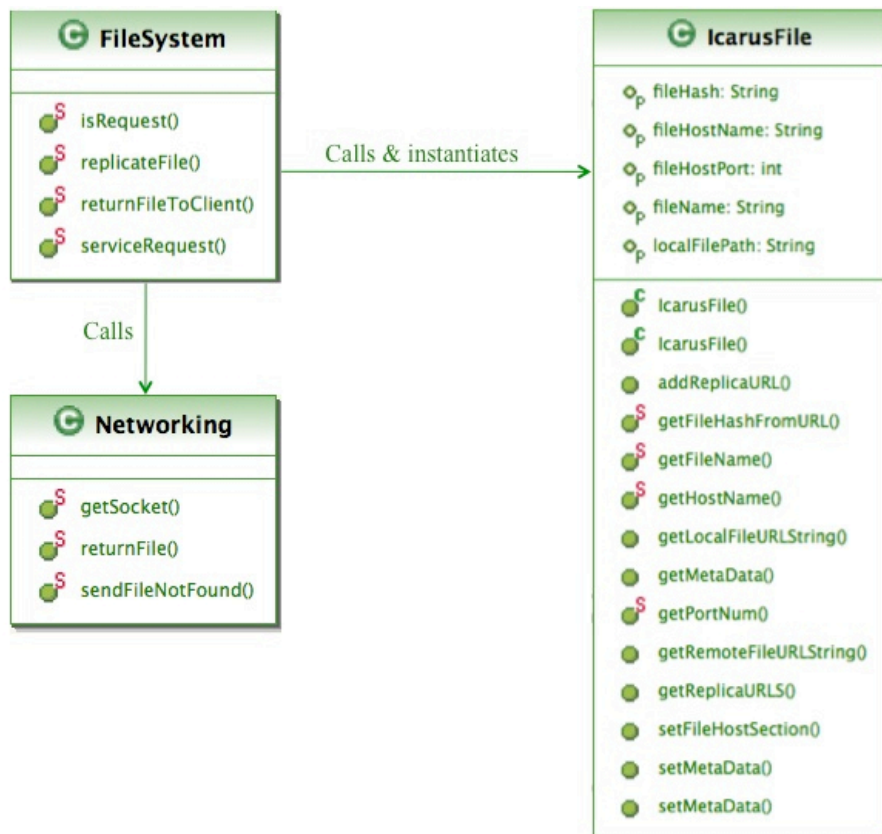 FileSystem
isRequest()
replicateFile()
returnFileToClient()
serviceRequest()
Calls & instantiates
Calls
Networking
getSocket()
returnFile()
sendFileNotFound()
IcarusFile
fileHash: String
fileHostName: String
fileHostPort: int
fileName: String
localFilePath: String
IcarusFile()
IcarusFile()
addReplicaURL()
getFileHashFromURL()
getFileName()
getHostName()
getLocalFileURLString()
getMetaData()
getPortNum()
getRemoteFileURLString()
getReplicaURLS()
setFileHostSection()
setMetaData()
setMetaData()